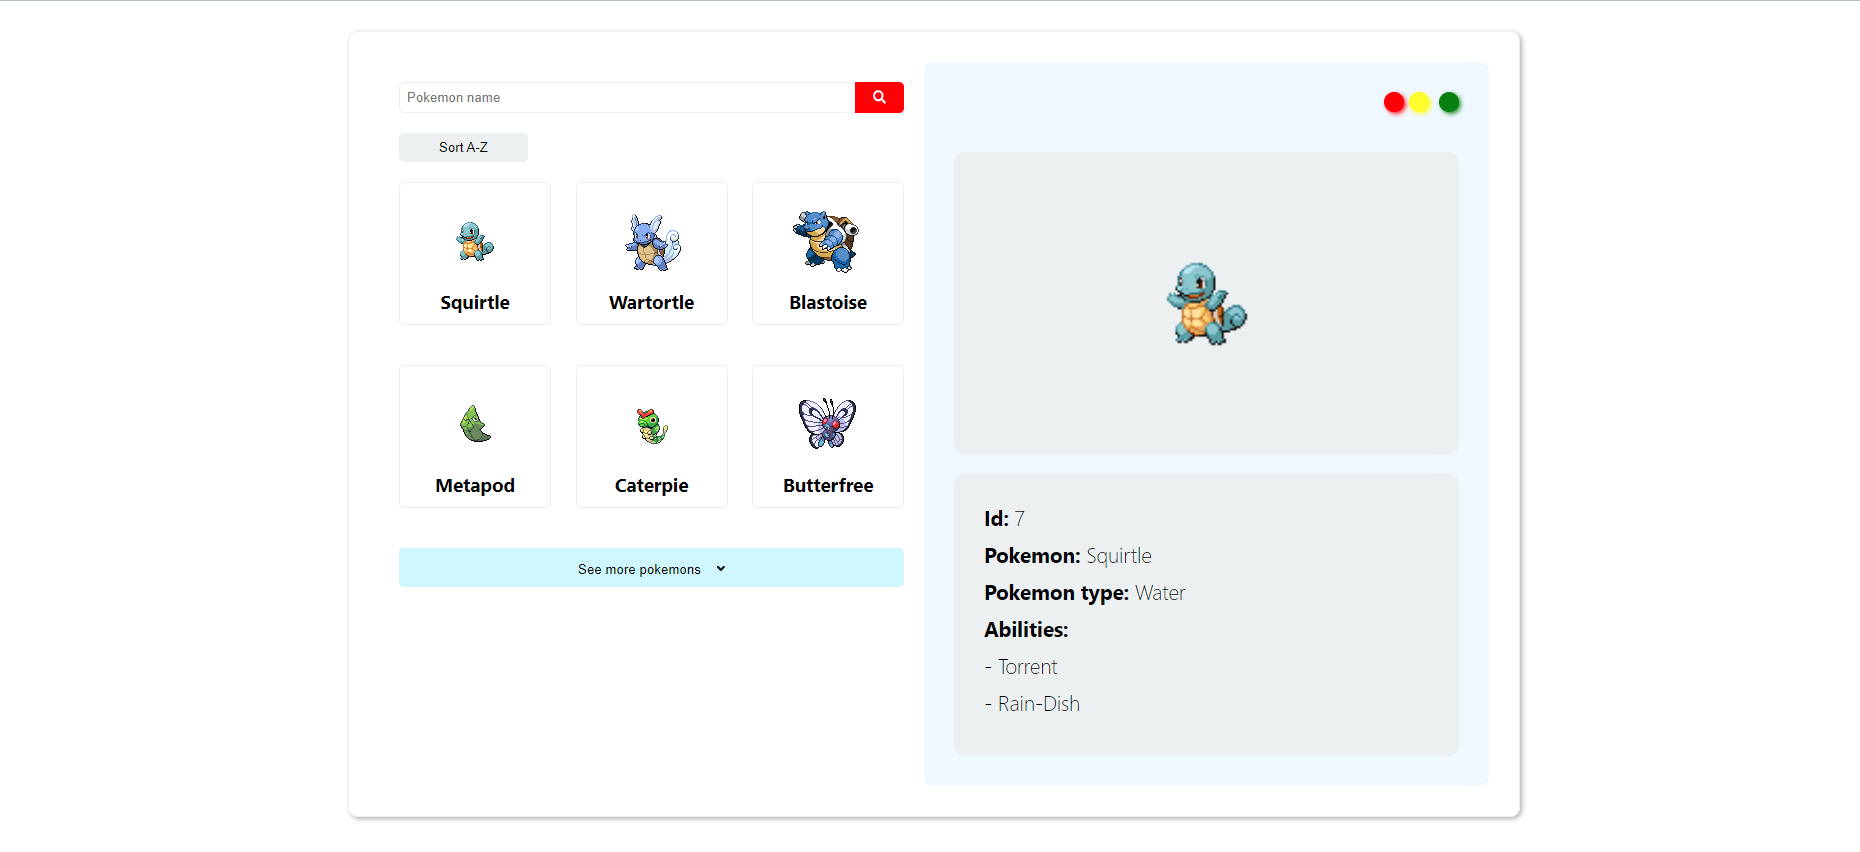 Pokemon name
Sort A-Z
Squirtle
Wartortle
Blastoise
Metapod
Caterpie
Butterfree
See more pokemons
Id: 7
Pokemon: Squirtle
Pokemon type: Water
Abilities:
- Torrent
- Rain-Dish